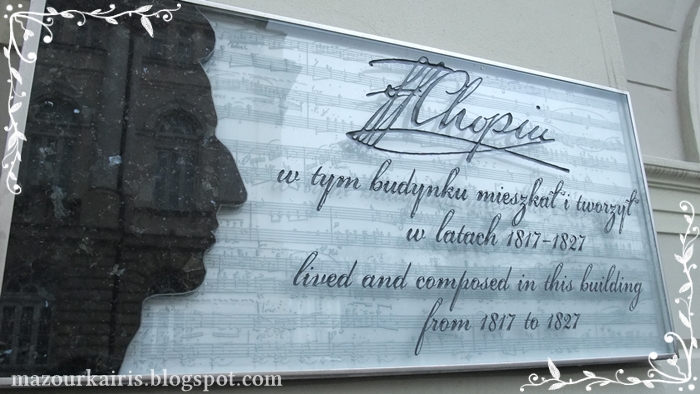 Chopin
w tym budynku mieszkał i tworzył
w latach 1817-1827
lived and composed in this building
from 1817 to 1827
mazourkairis.blogspot.com